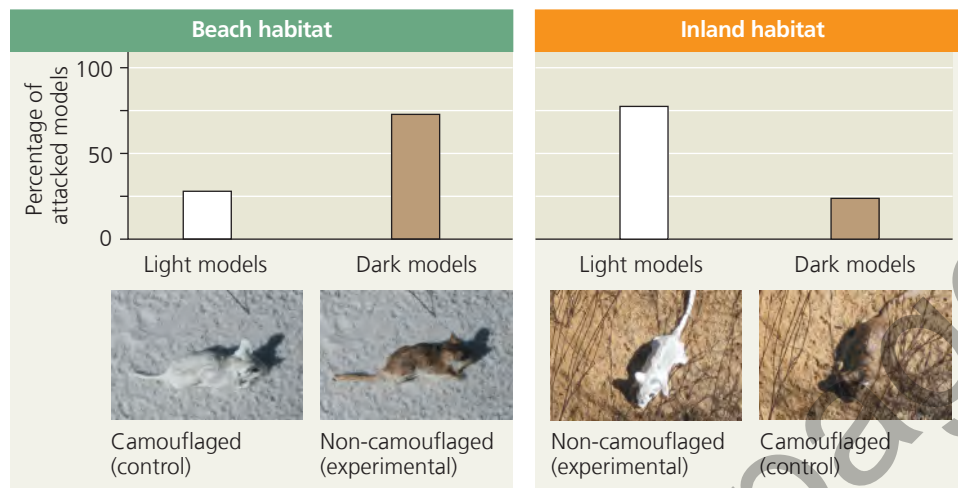 Beach habitat
Inland habitat
Percentage of
attacked models
100
50
0
Light models
Dark models
Light models
Dark models
Camouflaged
(control)
Non-camouflaged
(experimental)
Non-camouflaged
(experimental)
Camouflaged
(control)